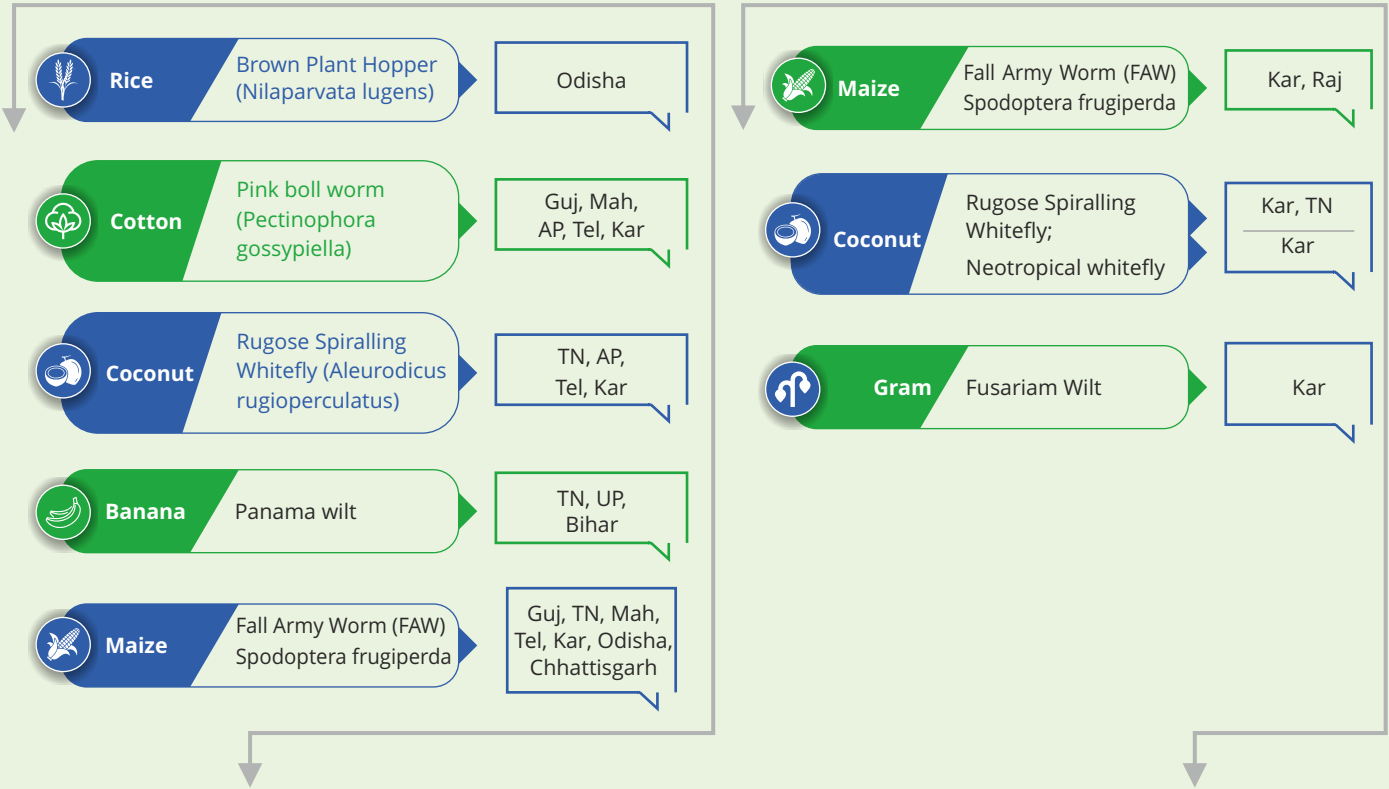 Rice
Brown Plant Hopper
(Nilaparvata lugens)
Odisha
Cotton
Pink boll worm
(Pectinophora
gossypiella)
Guj, Mah,
AP, Tel, Kar
Coconut
Rugose Spiralling
Whitefly (Aleurodicus
rugioperculatus)
TN, AP,
Tel, Kar
Banana
Panama wilt
TN, UP,
Bihar
Maize
Fall Army Worm (FAW)
Spodoptera frugiperda
Guj, TN, Mah,
Tel, Kar, Odisha,
Chhattisgarh
Maize
Fall Army Worm (FAW)
Spodoptera frugiperda
Kar, Raj
Coconut
Rugose Spiralling
Whitefly;
Neotropical whitefly
Kar, TN
Kar
Gram
Fusariam Wilt
Kar